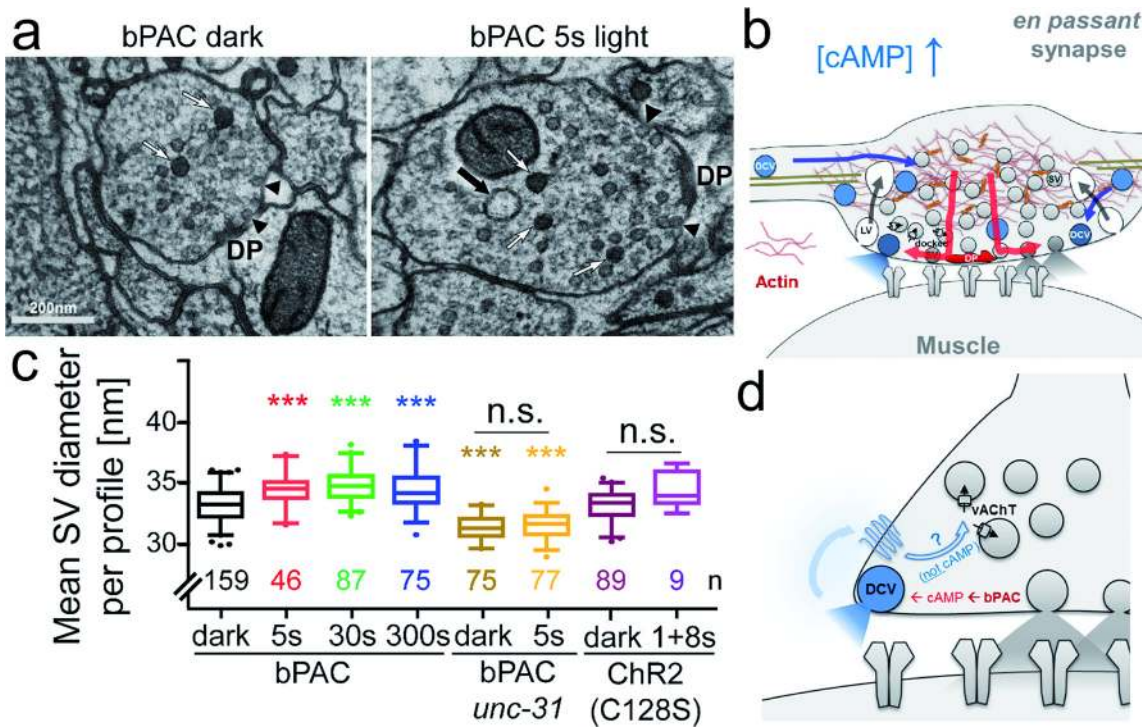 a
bPAC dark
bPAC 5s light
DP
200nm
DP
b
[cAMP] ↑
en passant
synapse
DCV
SV
LV
docked
DCV
DP
Actin
Muscle
c
Mean SV diameter
per profile [nm]
40
35
30
*** *** *** *** ***
n.s. n.s.
159 46 87 75 75 77 89 9 n
dark 5s 30s 300s dark 5s dark 1+8s
bPAC bPAC ChR2
unc-31 (C128S)
d
vAChT
?
(not cAMP)
DCV
← cAMP ← bPAC